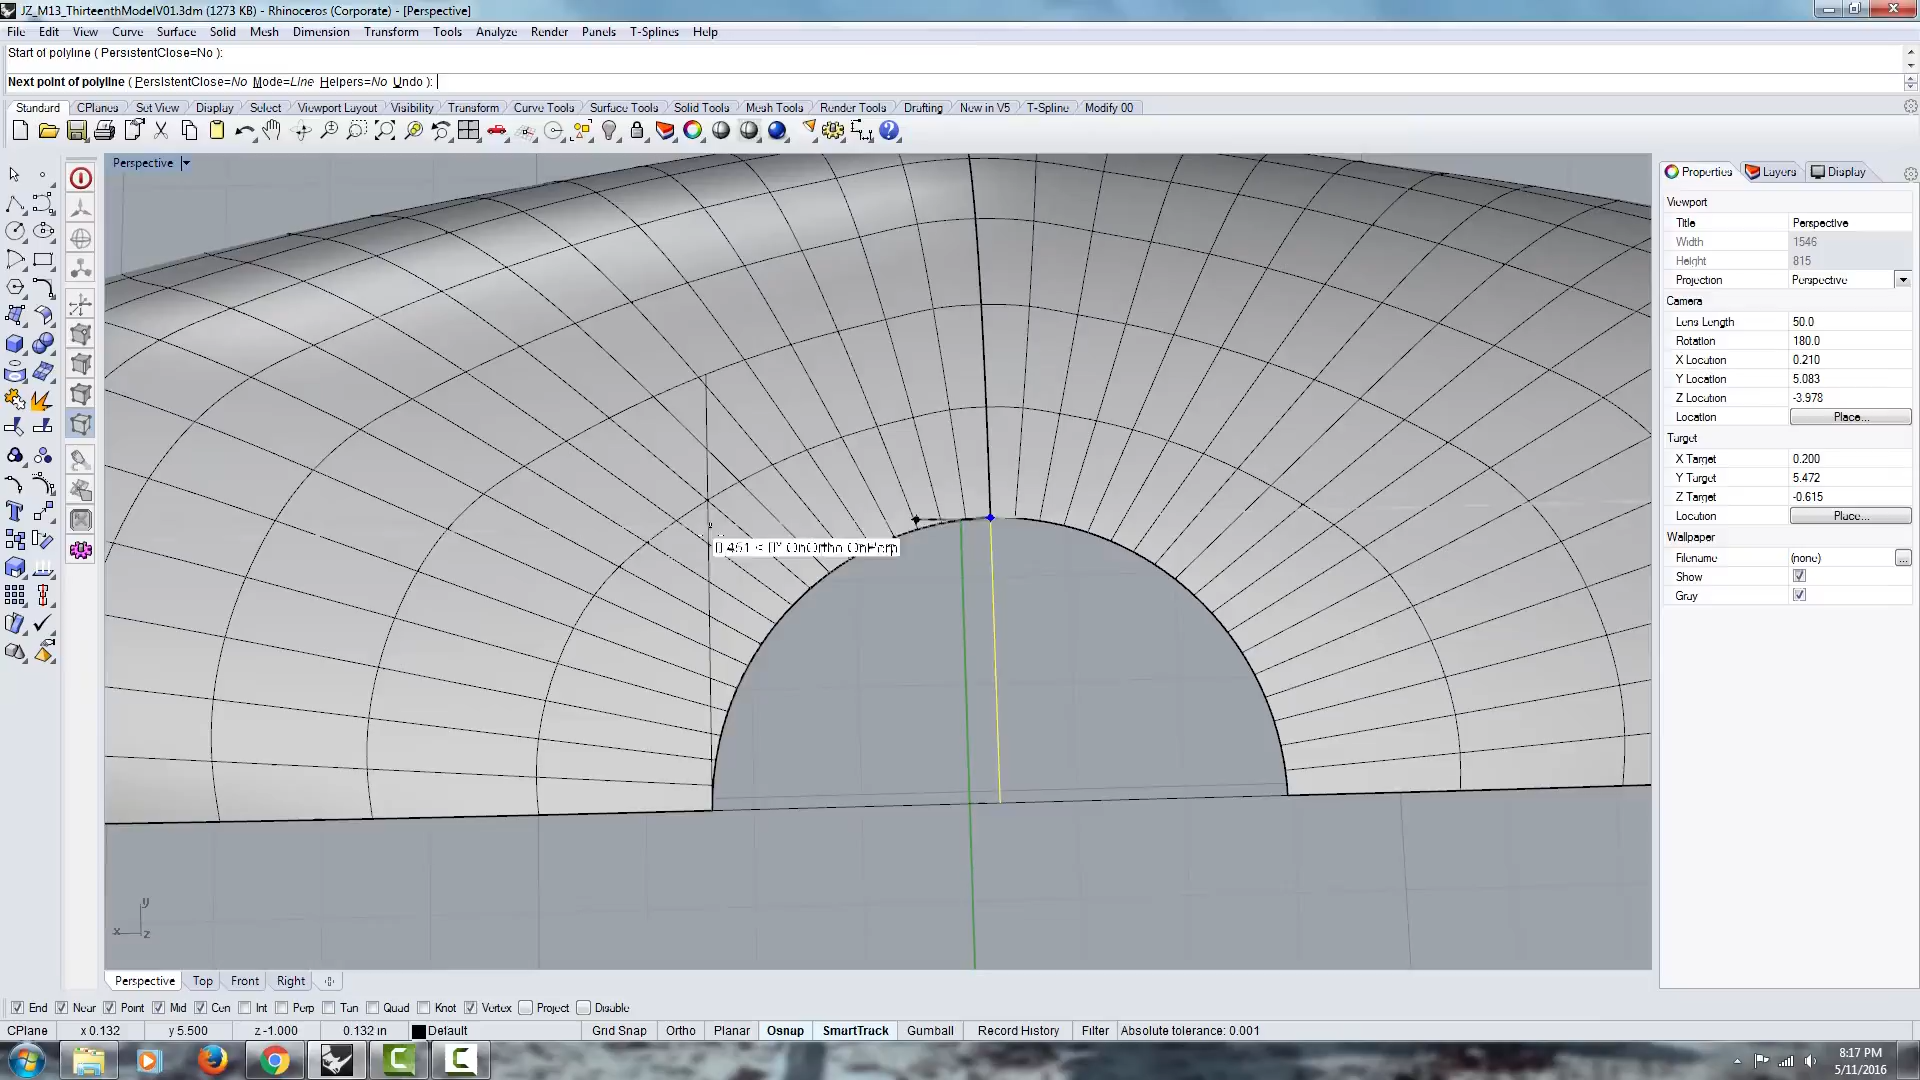 JZ_M13_ThirteenthModelV01.3dm (1273 KB) - Rhinoceros (Corporate) - [Perspective]
File Edit View Curve Surface Solid Mesh Dimension Transform Tools Analyze Render Panels T-Splines Help
Start of polyline ( PersistentClose=No ):
Next point of polyline ( PersistentClose=No Mode=Line Helpers=No Undo ):
Standard CPlanes Set View Display Select Viewport Layout Visibility Transform Curve Tools Surface Tools Solid Tools Mesh Tools Render Tools Drafting New in V5 T-Spline Modify 00
Perspective
Properties Layers Display
Viewport
Title Perspective
Width 1546
Height 815
Projection Perspective
Camera
Lens Length 50.0
Rotation 180.0
X Location 0.210
Y Location 5.083
Z Location -3.978
Location Place...
Target
X Target 0.200
Y Target 5.472
Z Target -0.615
Location Place...
Wallpaper
Filename (none) ...
Show
Gray
y
x z
Perspective Top Front Right
End Near Point Mid Cen Int Perp Tan Quad Knot Vertex Project Disable
CPlane x 0.132 y 5.500 z -1.000 0.132 in Default Grid Snap Ortho Planar Osnap SmartTrack Gumball Record History Filter Absolute tolerance: 0.001
8:17 PM
5/11/2016